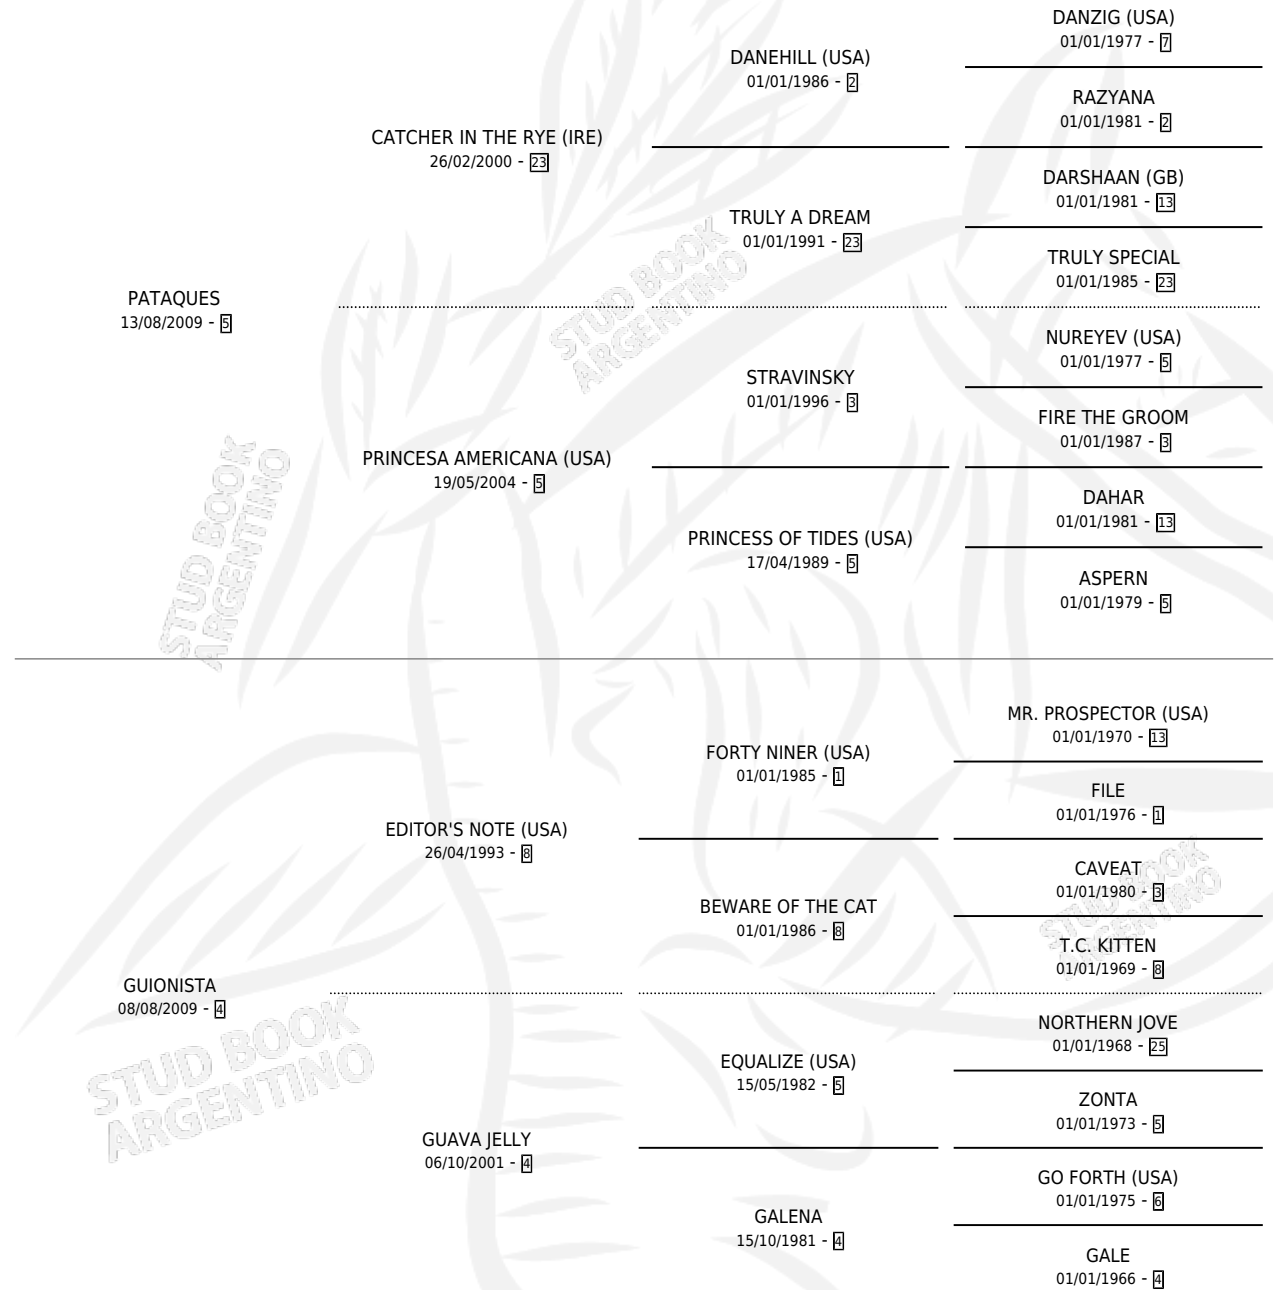 DANZIG (USA)
01/01/1977 - 7
DANEHILL (USA)
01/01/1986 - 2
RAZYANA
01/01/1981 - 2
CATCHER IN THE RYE (IRE)
26/02/2000 - 23
DARSHAAN (GB)
01/01/1981 - 13
TRULY A DREAM
01/01/1991 - 23
TRULY SPECIAL
01/01/1985 - 23
PATAQUES
13/08/2009 - 5
STUD BOOK
ARGENTINO
NUREYEV (USA)
01/01/1977 - 5
STRAVINSKY
01/01/1996 - 3
FIRE THE GROOM
01/01/1987 - 3
PRINCESA AMERICANA (USA)
19/05/2004 - 5
DAHAR
01/01/1981 - 13
PRINCESS OF TIDES (USA)
17/04/1989 - 5
ASPERN
01/01/1979 - 5
STUD BOOK
ARGENTINO
MR. PROSPECTOR (USA)
01/01/1970 - 13
FORTY NINER (USA)
01/01/1985 - 1
FILE
01/01/1976 - 1
EDITOR'S NOTE (USA)
26/04/1993 - 8
CAVEAT
01/01/1980 - 3
BEWARE OF THE CAT
01/01/1986 - 8
T.C. KITTEN
01/01/1969 - 8
STUD BOOK
ARGENTINO
GUIONISTA
08/08/2009 - 4
NORTHERN JOVE
01/01/1968 - 25
EQUALIZE (USA)
15/05/1982 - 5
ZONTA
01/01/1973 - 5
STUD BOOK
ARGENTINO
GUAVA JELLY
06/10/2001 - 4
GO FORTH (USA)
01/01/1975 - 6
GALENA
15/10/1981 - 4
GALE
01/01/1966 - 4